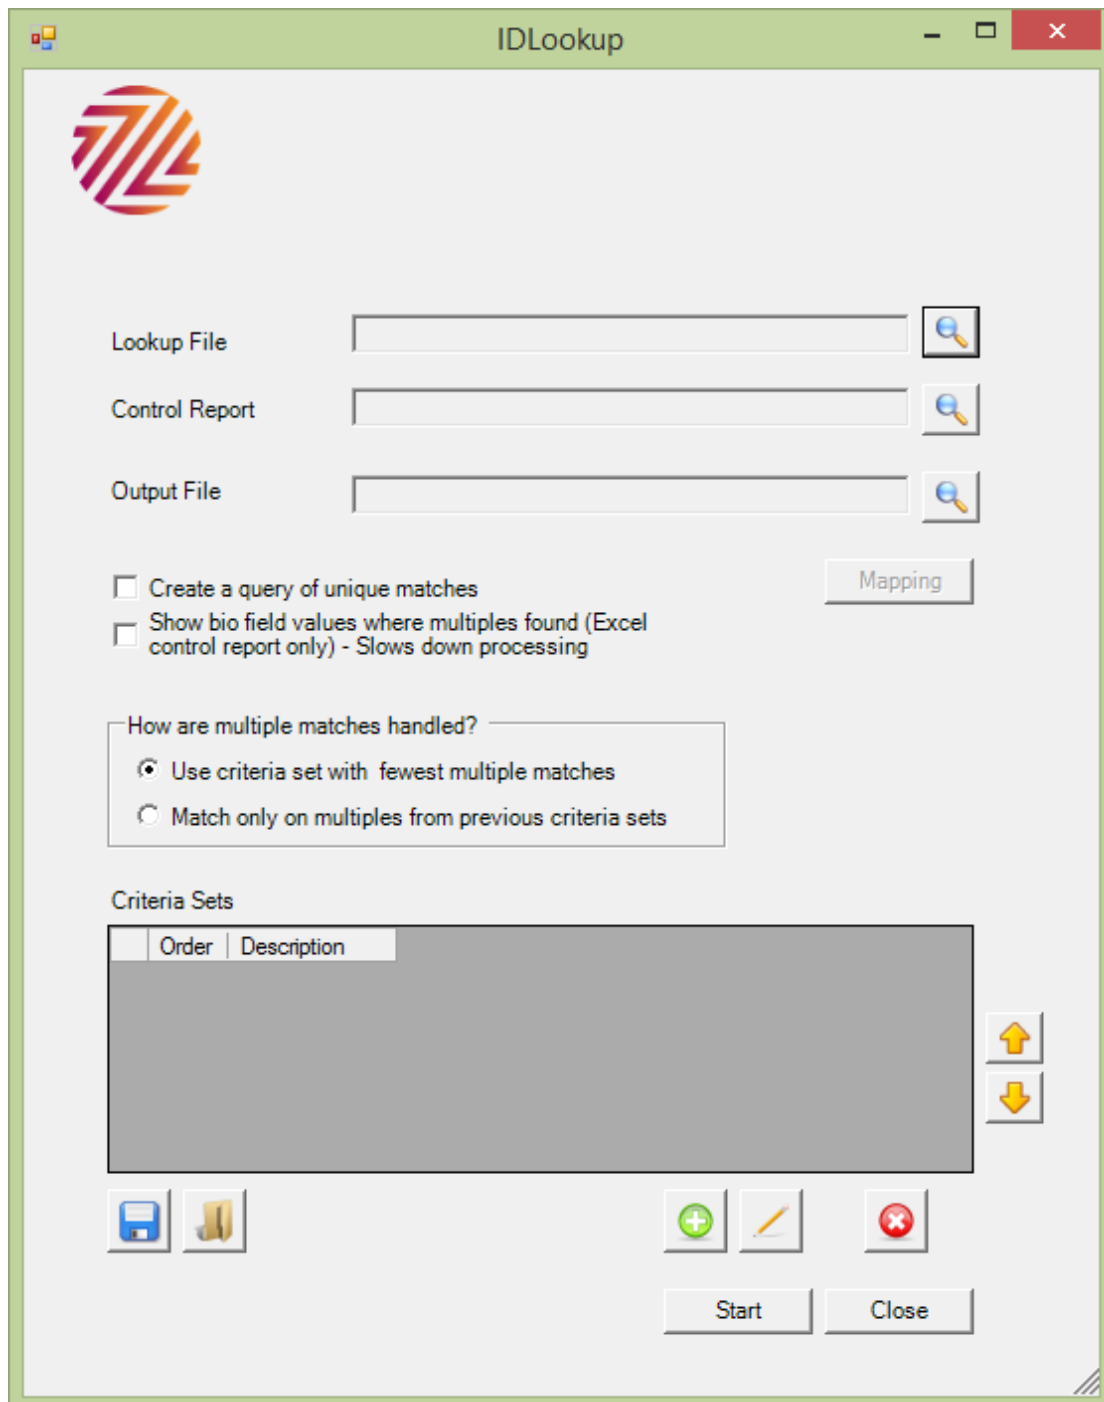 IDLookup
Lookup File
Control Report
Output File
Create a query of unique matches
Mapping
Show bio field values where multiples found (Excel
control report only) - Slows down processing
How are multiple matches handled?
Use criteria set with  fewest multiple matches
Match only on multiples from previous criteria sets
Criteria Sets
Order Description
Start Close